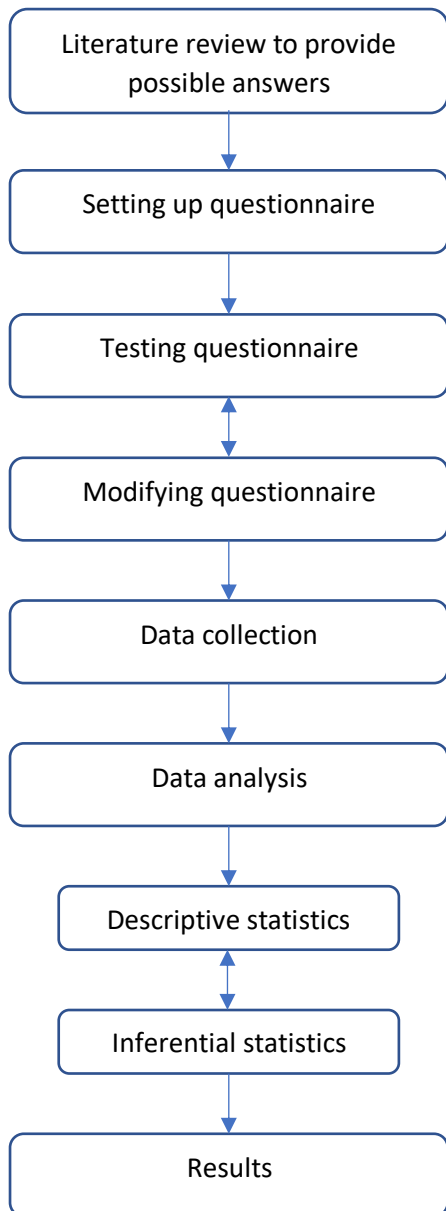 Literature review to provide
possible answers
Setting up questionnaire
Testing questionnaire
Modifying questionnaire
Data collection
Data analysis
Descriptive statistics
Inferential statistics
Results